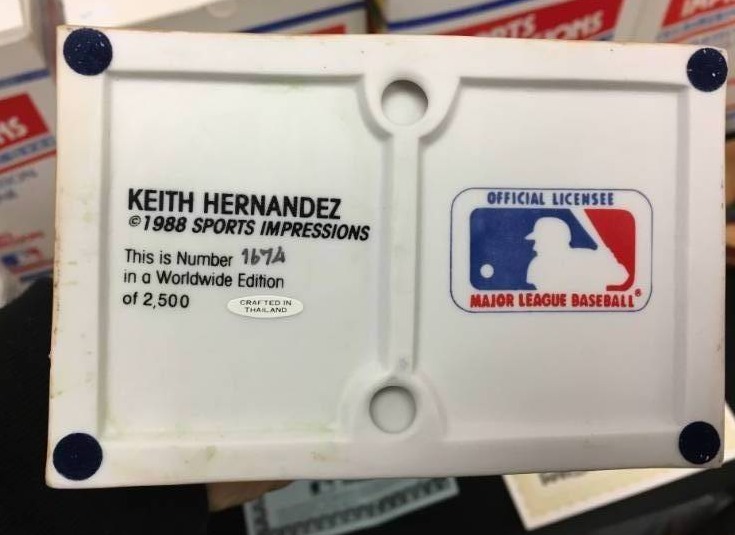 KEITH HERNANDEZ
©1988 SPORTS IMPRESSIONS
This is Number 1674
in a Worldwide Edition
of 2,500
CRAFTED IN
THAILAND
OFFICIAL LICENSEE
MAJOR LEAGUE BASEBALL®